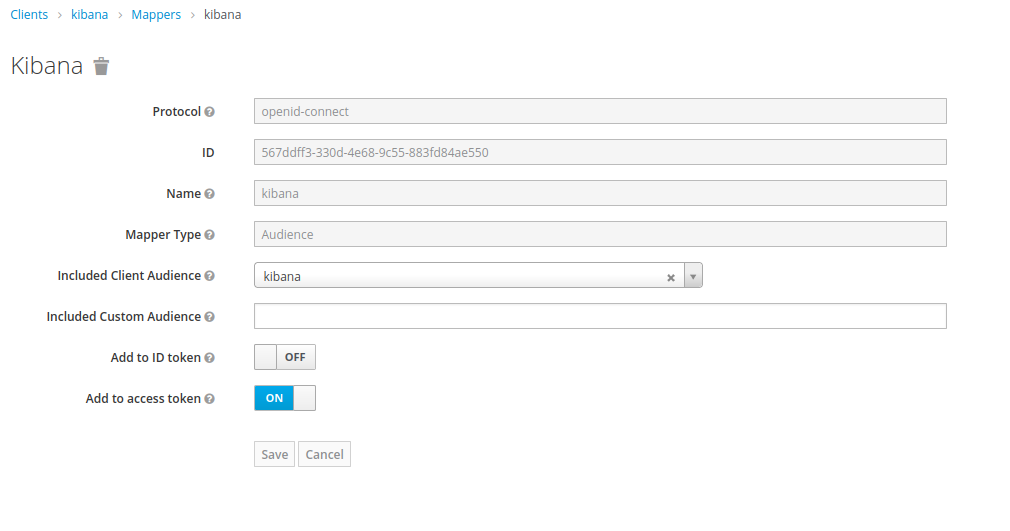 Clients › kibana › Mappers › kibana
Kibana
Protocol
openid-connect
ID
567ddff3-330d-4e68-9c55-883fd84ae550
Name
kibana
Mapper Type
Audience
Included Client Audience
kibana
Included Custom Audience
Add to ID token
OFF
Add to access token
ON
Save Cancel